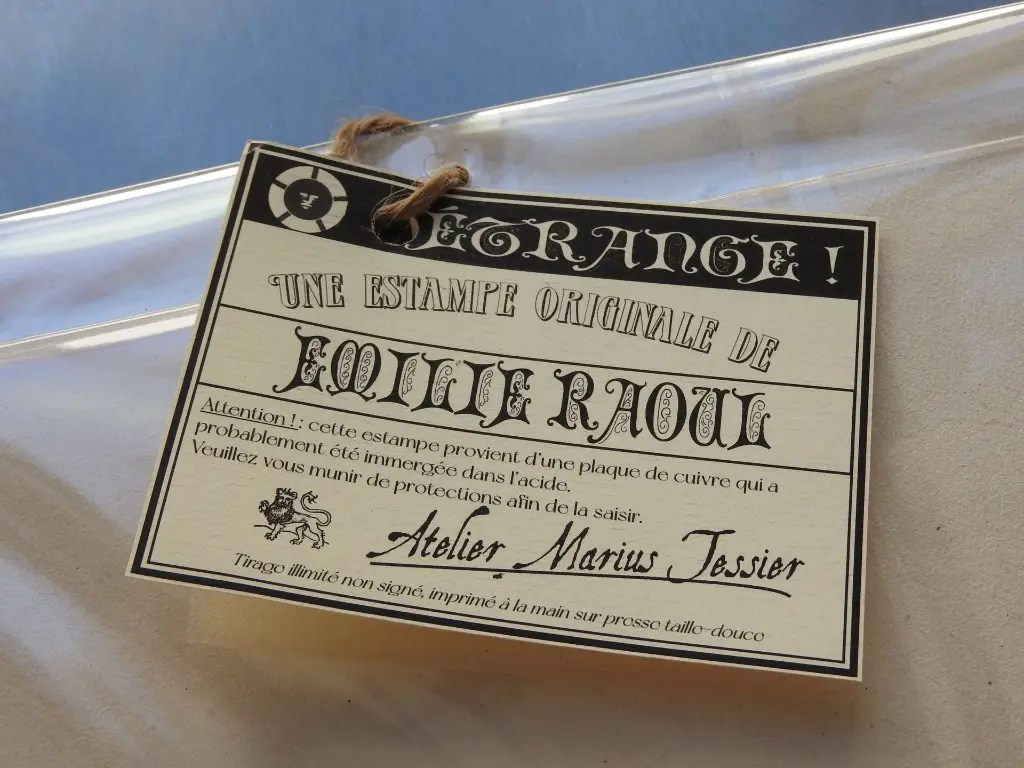 ÉTRANGE !
UNE ESTAMPE ORIGINALE DE
EMILIE RAOUL
Attention ! : cette estampe provient d'une plaque de cuivre qui a
probablement été immergée dans l'acide.
Veuillez vous munir de protections afin de la saisir.
Atelier Marius Tessier
Tirage illimité non signé, imprimé à la main sur presse taille-douce